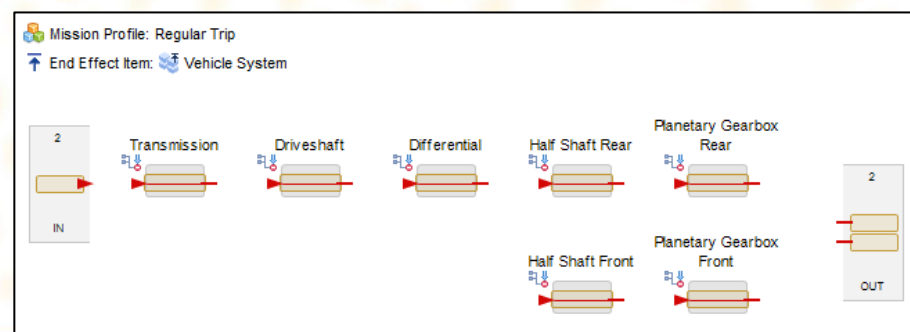 Mission Profile: Regular Trip
End Effect Item: Vehicle System
2
IN
Transmission
Driveshaft
Differential
Half Shaft Rear
Planetary Gearbox
Rear
Half Shaft Front
Planetary Gearbox
Front
2
OUT